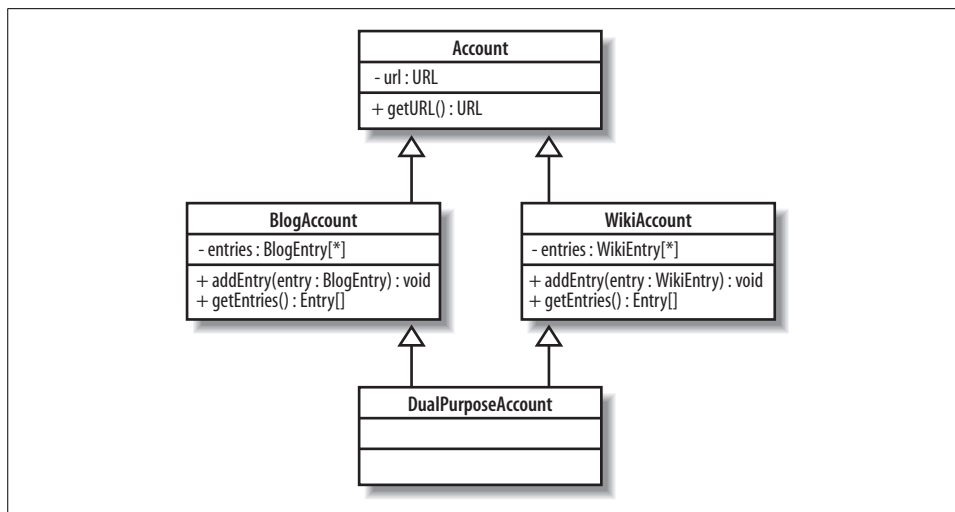 Account
- url : URL
+ getURL() : URL
BlogAccount
- entries : BlogEntry[*]
+ addEntry(entry : BlogEntry) : void
+ getEntries() : Entry[]
WikiAccount
- entries : WikiEntry[*]
+ addEntry(entry : WikiEntry) : void
+ getEntries() : Entry[]
DualPurposeAccount